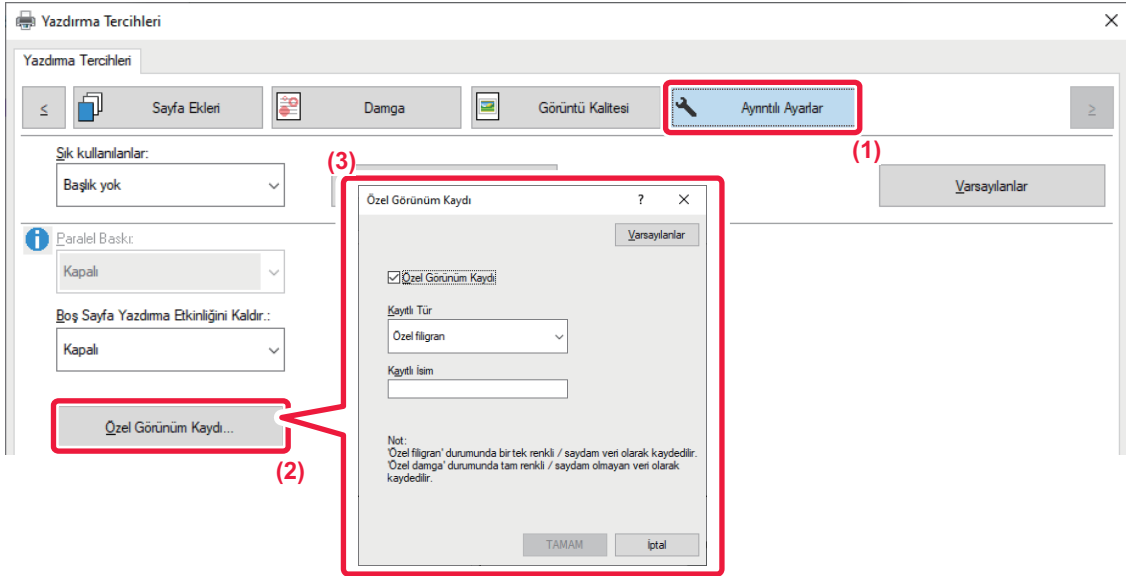 Yazdırma Tercihleri
Yazdırma Tercihleri
<
Sayfa Ekleri
Damga
Görüntü Kalitesi
Ayrıntılı Ayarlar
>
(1)
Sık kullanılanlar:
Başlık yok
(3)
Varsayılanlar
Paralel Baskı:
Kapalı
Boş Sayfa Yazdırma Etkinliğini Kaldır.:
Kapalı
Özel Görünüm Kaydı...
(2)
Özel Görünüm Kaydı
?
Varsayılanlar
Özel Görünüm Kaydı
Kayıtlı Tür
Özel filigran
Kayıtlı İsim
Not:
'Özel filigran' durumunda bir tek renkli / saydam veri olarak kaydedilir.
'Özel damga' durumunda tam renkli / saydam olmayan veri olarak
kaydedilir.
TAMAM
İptal